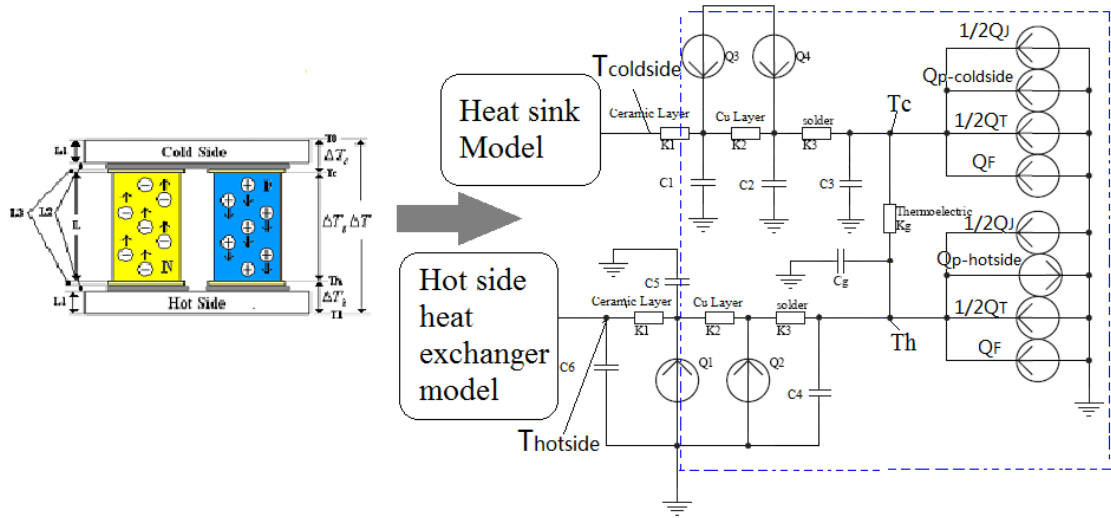 L1
Cold Side
T0
ΔTc
Tc
L3
L2
L
P
N
ΔTg
ΔT
Th
L1
Hot Side
ΔTh
T1
Heat sink
Model
Tcoldside
Ceramic Layer
K1
Q3
Cu Layer
K2
Q4
solder
K3
C1
C2
C3
Tc
1/2QJ
Qp-coldside
1/2QT
QF
Thermoelectric
Kg
Cg
Hot side
heat
exchanger
model
C5
Ceramic Layer
K1
Cu Layer
K2
solder
K3
C6
Q1
Q2
C4
Thotside
Th
1/2QJ
Qp-hotside
1/2QT
QF